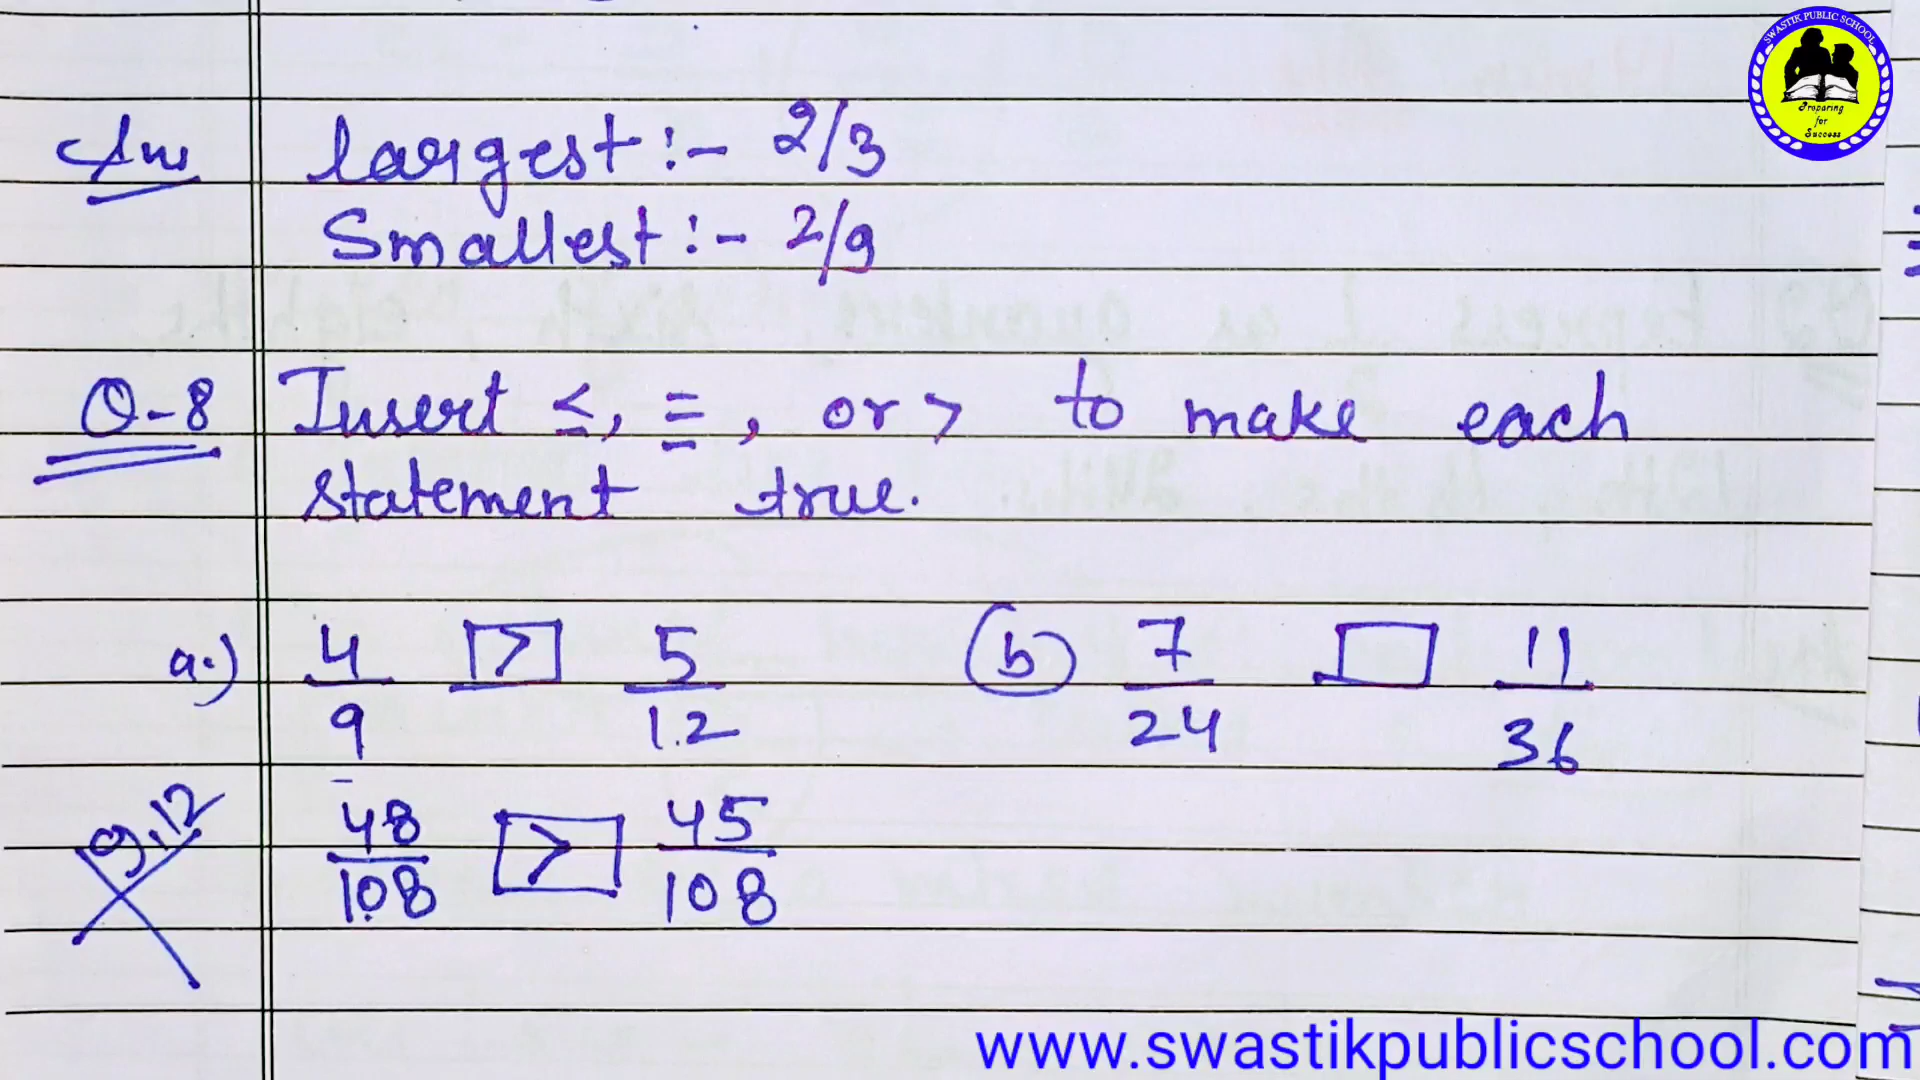 SWASTIK PUBLIC SCHOOL
Preparing
for
Success
Ans largest :- 2/3
Smallest :- 2/9
Q-8 Insert <, =, or > to make each
statement true.
a.) 4/9 > 5/12 (b) 7/24 □ 11/36
9,12 48/108 > 45/108
www.swastikpublicschool.com